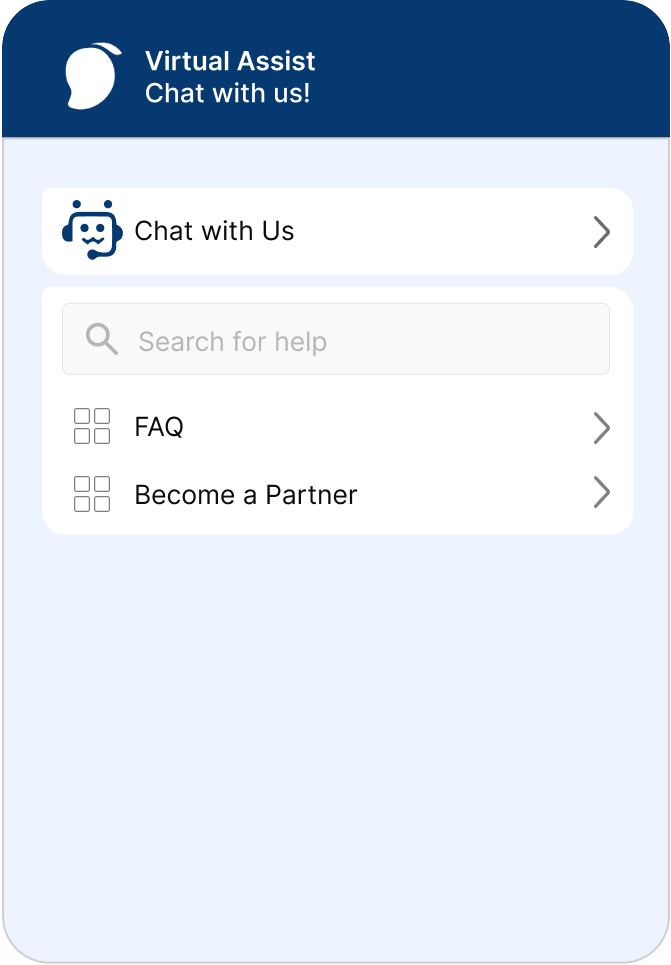 Virtual Assist
Chat with us!
Chat with Us
Search for help
FAQ
Become a Partner